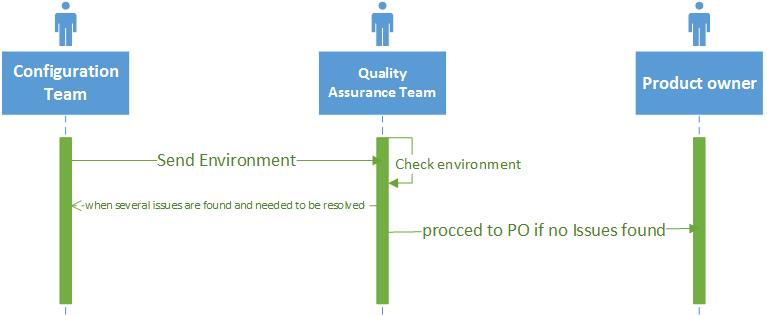 Configuration
Team
Quality
Assurance Team
Product owner
Send Environment
Check environment
when several issues are found and needed to be resolved
procced to PO if no Issues found